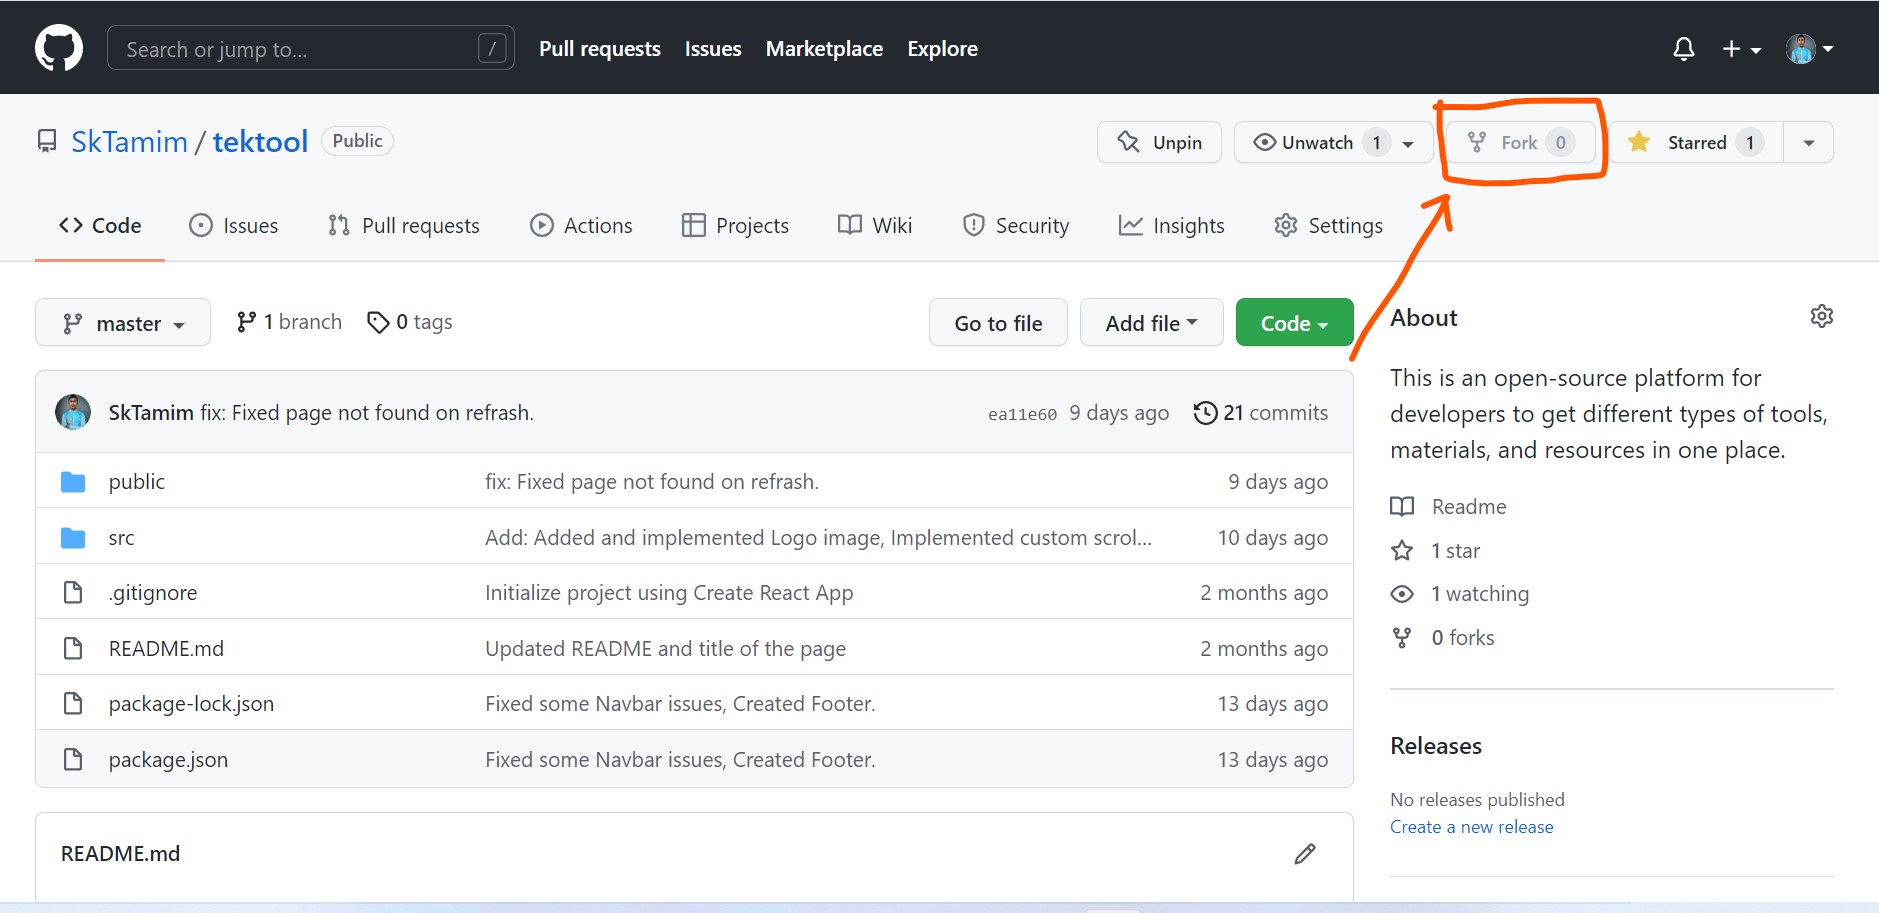 Search or jump to... / Pull requests Issues Marketplace Explore
SkTamim / tektool Public Unpin Unwatch 1 Fork 0 Starred 1
Code Issues Pull requests Actions Projects Wiki Security Insights Settings
master 1 branch 0 tags Go to file Add file Code
SkTamim fix: Fixed page not found on refrash. ea11e60 9 days ago 21 commits
public fix: Fixed page not found on refrash. 9 days ago
src Add: Added and implemented Logo image, Implemented custom scrol... 10 days ago
.gitignore Initialize project using Create React App 2 months ago
README.md Updated README and title of the page 2 months ago
package-lock.json Fixed some Navbar issues, Created Footer. 13 days ago
package.json Fixed some Navbar issues, Created Footer. 13 days ago
README.md
About
This is an open-source platform for
developers to get different types of tools,
materials, and resources in one place.
Readme
1 star
1 watching
0 forks
Releases
No releases published
Create a new release